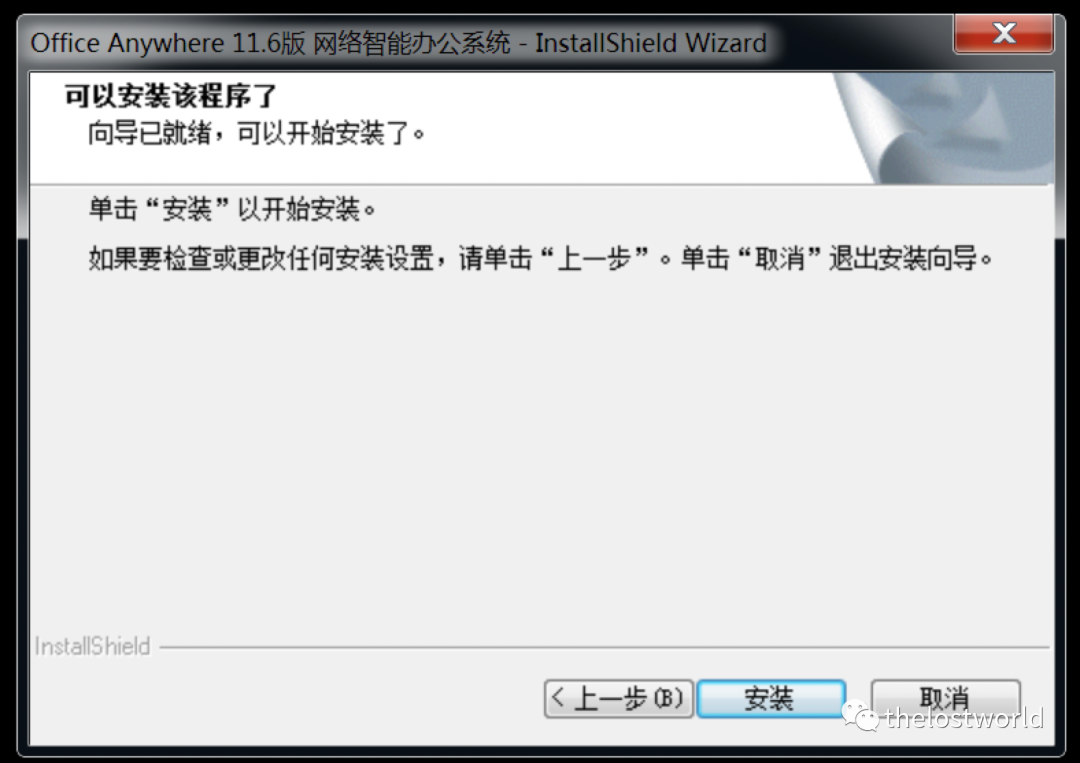 Office Anywhere 11.6版 网络智能办公系统 - InstallShield Wizard
可以安装该程序了
向导已就绪，可以开始安装了。
单击“安装”以开始安装。
如果要检查或更改任何安装设置，请单击“上一步”。单击“取消”退出安装向导。
InstallShield
< 上一步(B)
安装
取消
thelostworld